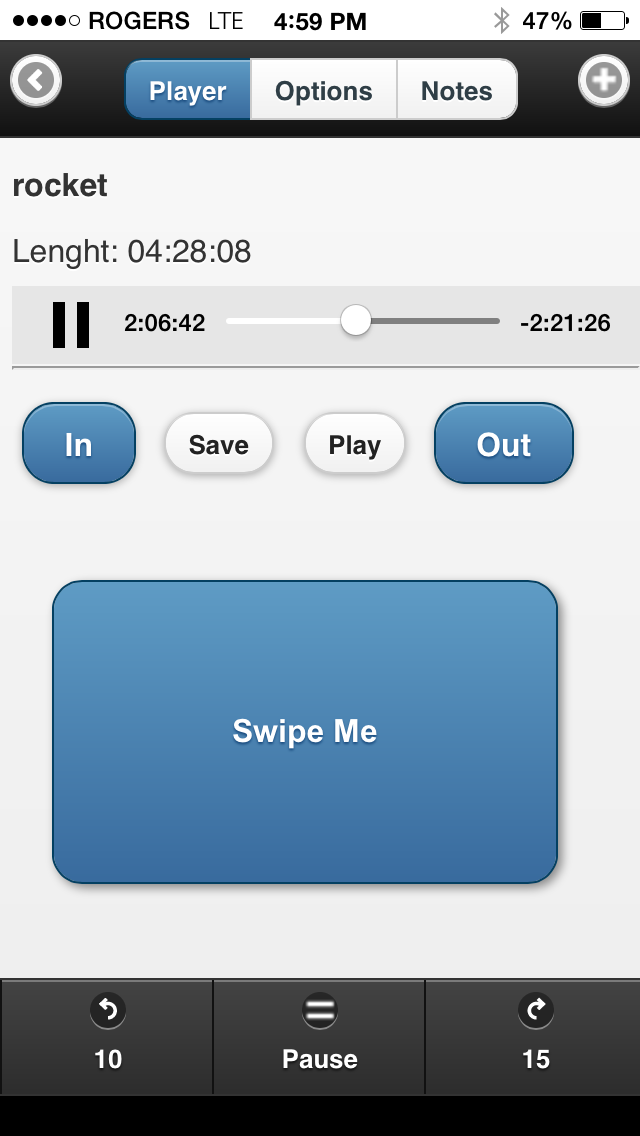 ROGERS LTE 4:59 PM 47%
Player Options Notes
rocket
Lenght: 04:28:08
2:06:42 -2:21:26
In Save Play Out
Swipe Me
10 Pause 15